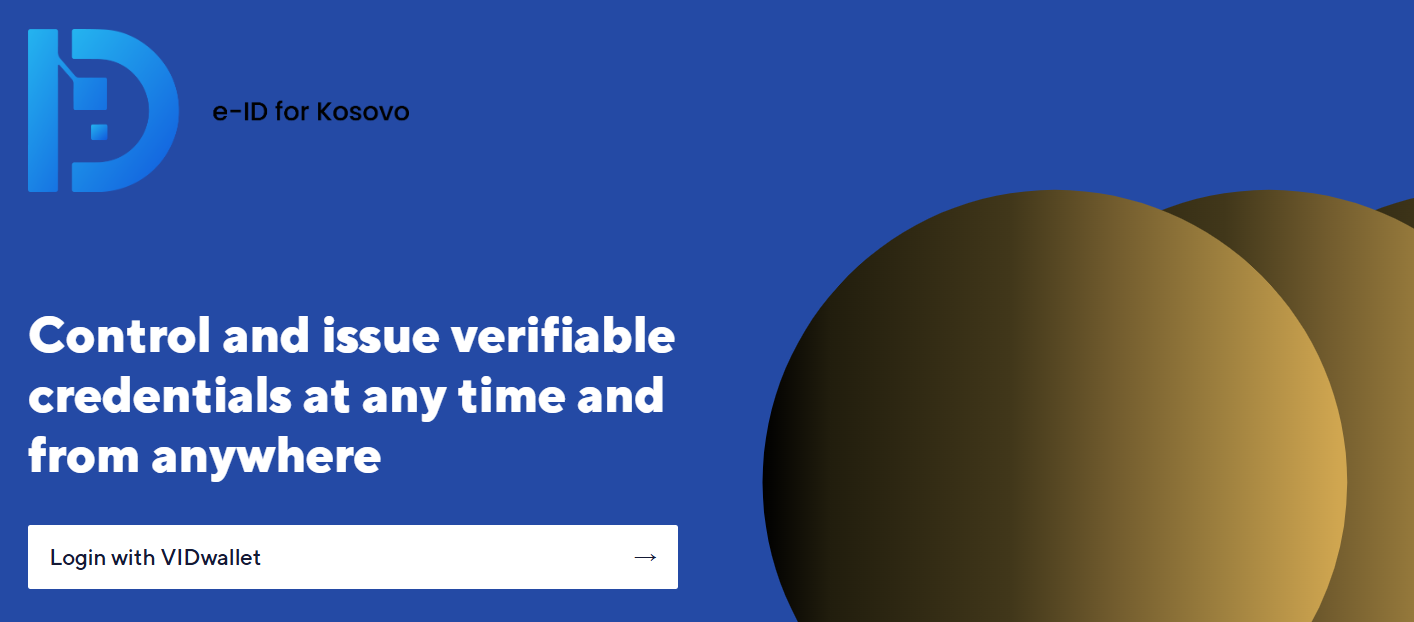 e-ID for Kosovo
Control and issue verifiable
credentials at any time and
from anywhere
Login with VIDwallet →